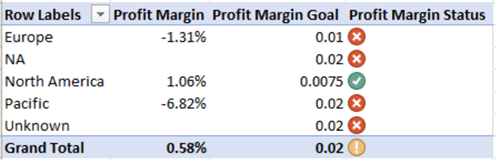 Row Labels Profit Margin Profit Margin Goal Profit Margin Status
Europe -1.31% 0.01
NA 0.02
North America 1.06% 0.0075
Pacific -6.82% 0.02
Unknown 0.02
Grand Total 0.58% 0.02